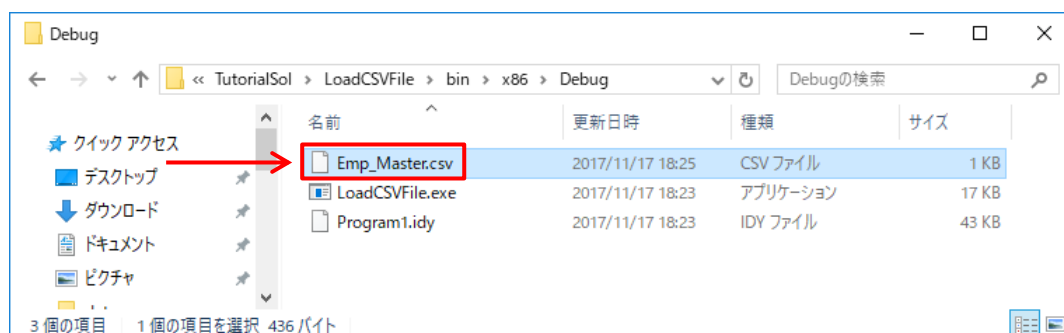 Debug
« TutorialSol > LoadCSVFile > bin > x86 > Debug
Debugの検索
名前 更新日時 種類 サイズ
クイック アクセス
デスクトップ
ダウンロード
ドキュメント
ピクチャ
Emp_Master.csv 2017/11/17 18:25 CSV ファイル 1 KB
LoadCSVFile.exe 2017/11/17 18:23 アプリケーション 17 KB
Program1.idy 2017/11/17 18:23 IDY ファイル 43 KB
3 個の項目 1 個の項目を選択 436 バイト